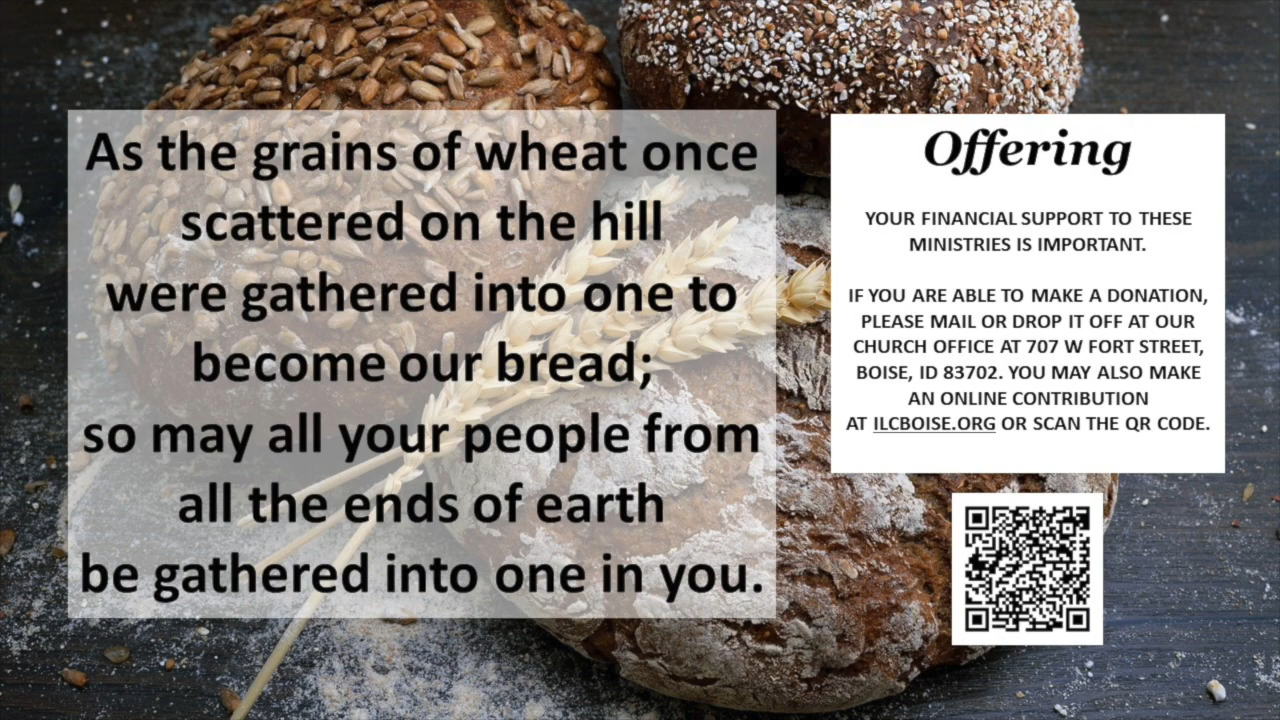 As the grains of wheat once
scattered on the hill
were gathered into one to
become our bread;
so may all your people from
all the ends of earth
be gathered into one in you.
Offering
YOUR FINANCIAL SUPPORT TO THESE
MINISTRIES IS IMPORTANT.
IF YOU ARE ABLE TO MAKE A DONATION,
PLEASE MAIL OR DROP IT OFF AT OUR
CHURCH OFFICE AT 707 W FORT STREET,
BOISE, ID 83702. YOU MAY ALSO MAKE
AN ONLINE CONTRIBUTION
AT ILCBOISE.ORG OR SCAN THE QR CODE.